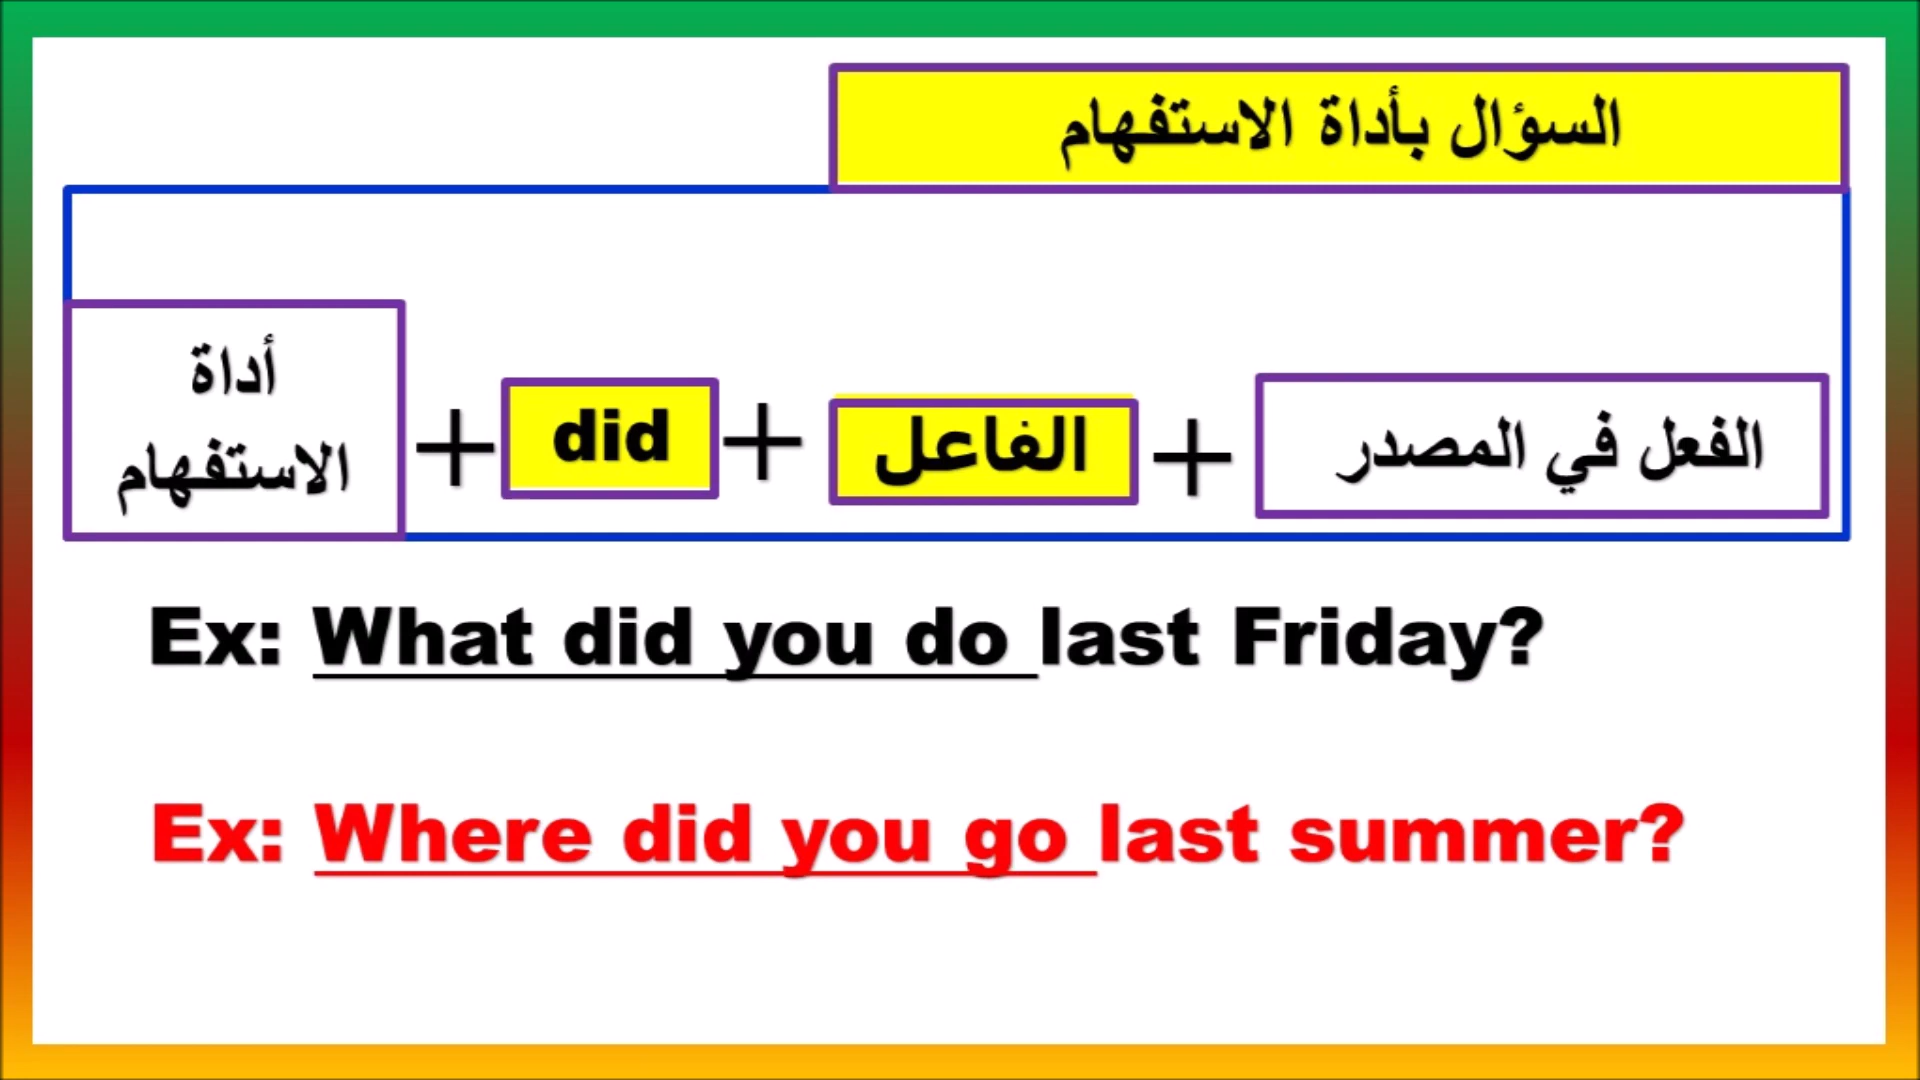 السؤال بأداة الاستفهام
أداة
الاستفهام
+ did + الفاعل + الفعل في المصدر
Ex: What did you do last Friday?
Ex: Where did you go last summer?